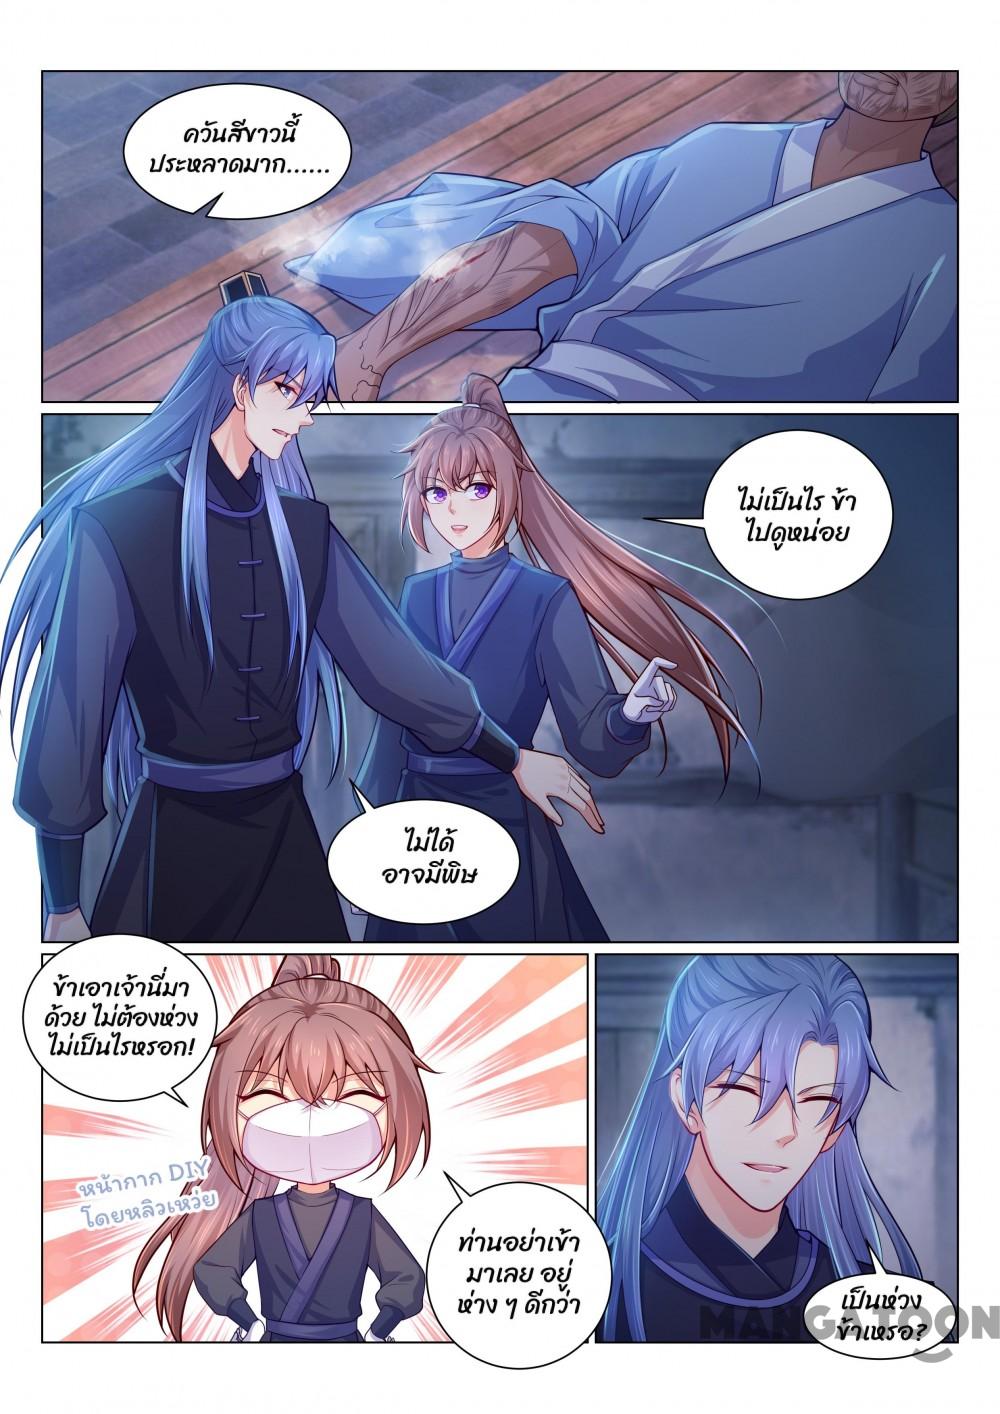 ควันสีขาวนี้
ประหลาดมาก......
ไม่เป็นไร ข้า
ไปดูหน่อย
ไม่ได้
อาจมีพิษ
ข้าเอาเจ้านี่มา
ด้วย ไม่ต้องห่วง
ไม่เป็นไรหรอก!
หน้ากาก DIY
โดยหลิวเหว่ย
ท่านอย่าเข้า
มาเลย อยู่
ห่าง ๆ ดีกว่า
เป็นห่วง
ข้าเหรอ?
MANGATOON